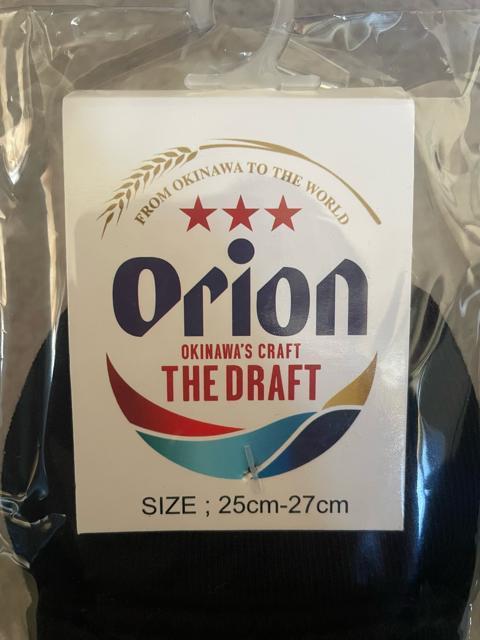 FROM OKINAWA TO THE WORLD
Orion
OKINAWA'S CRAFT
THE DRAFT
SIZE ; 25cm-27cm